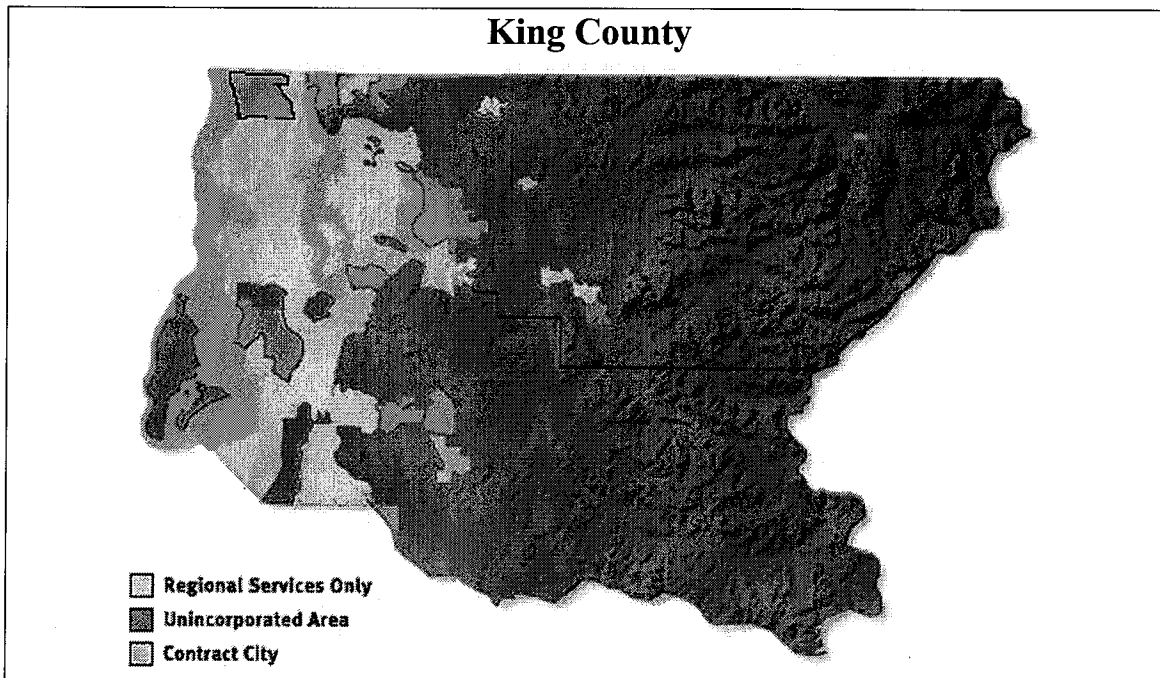 King County
Regional Services Only
Unincorporated Area
Contract City